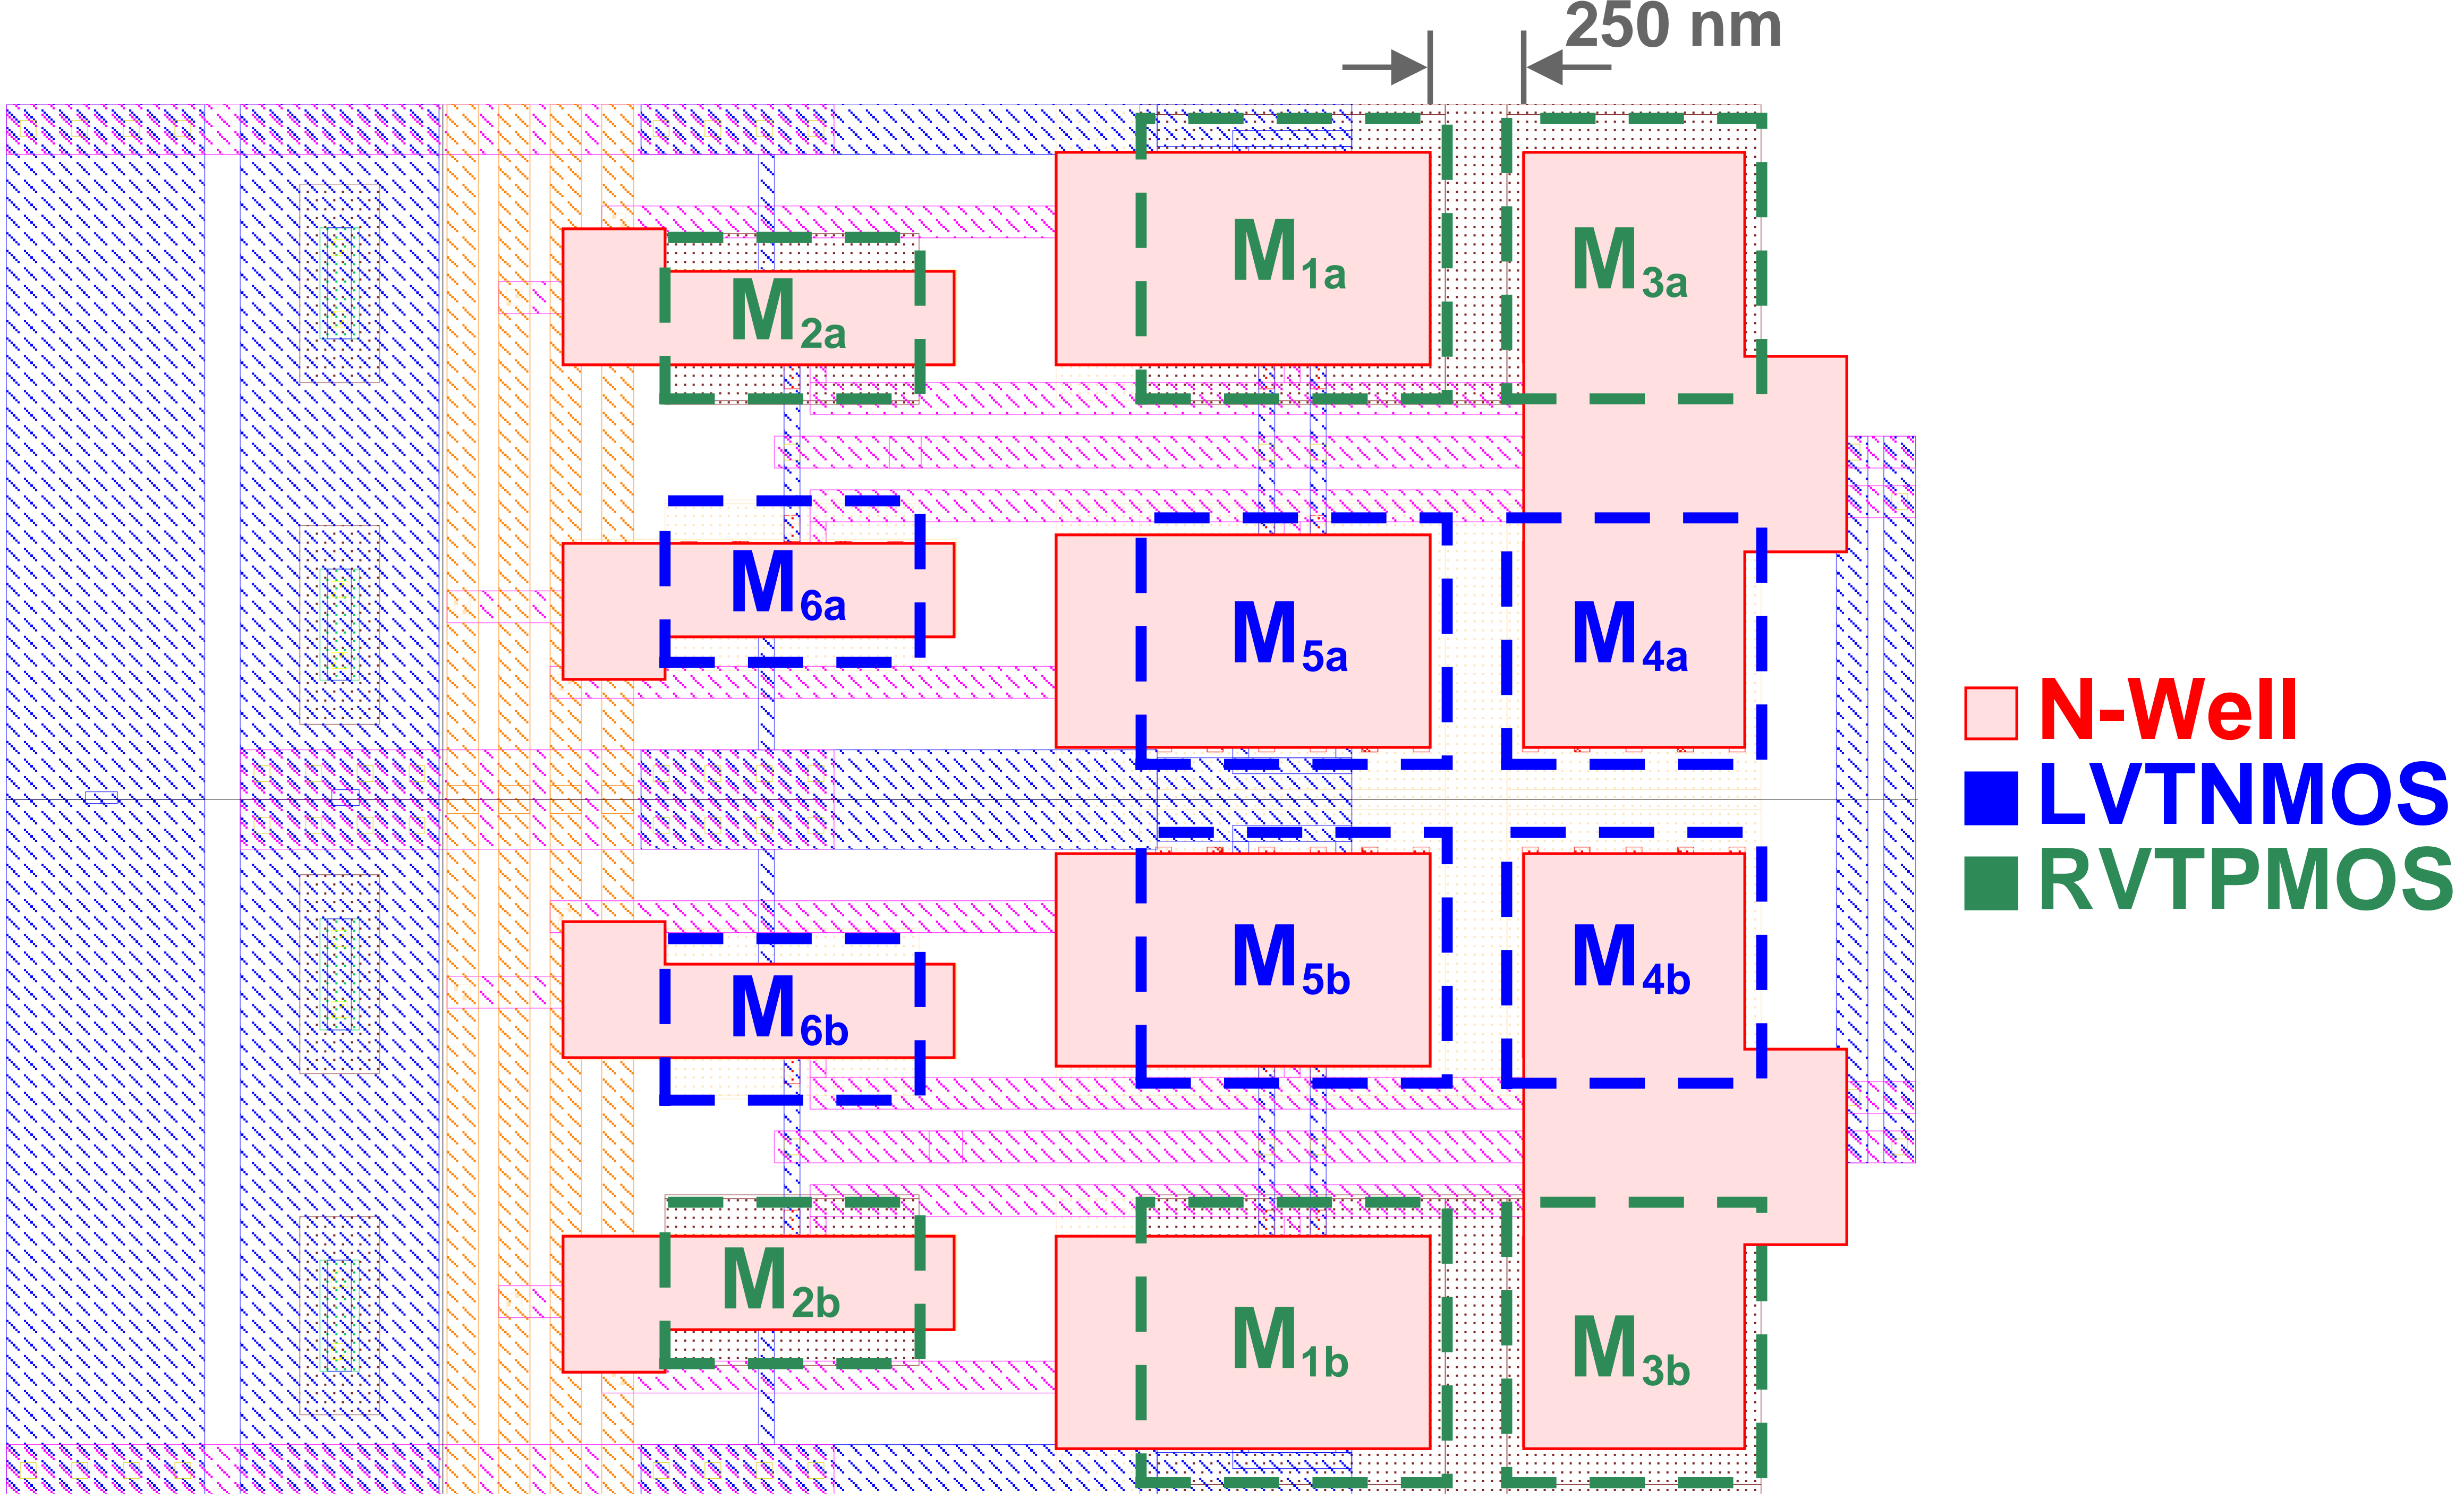 250 nm
M1a
M3a
M2a
M6a
M5a
M4a
N-Well
LVTNMOS
RVTPMOS
M5b
M4b
M6b
M2b
M1b
M3b